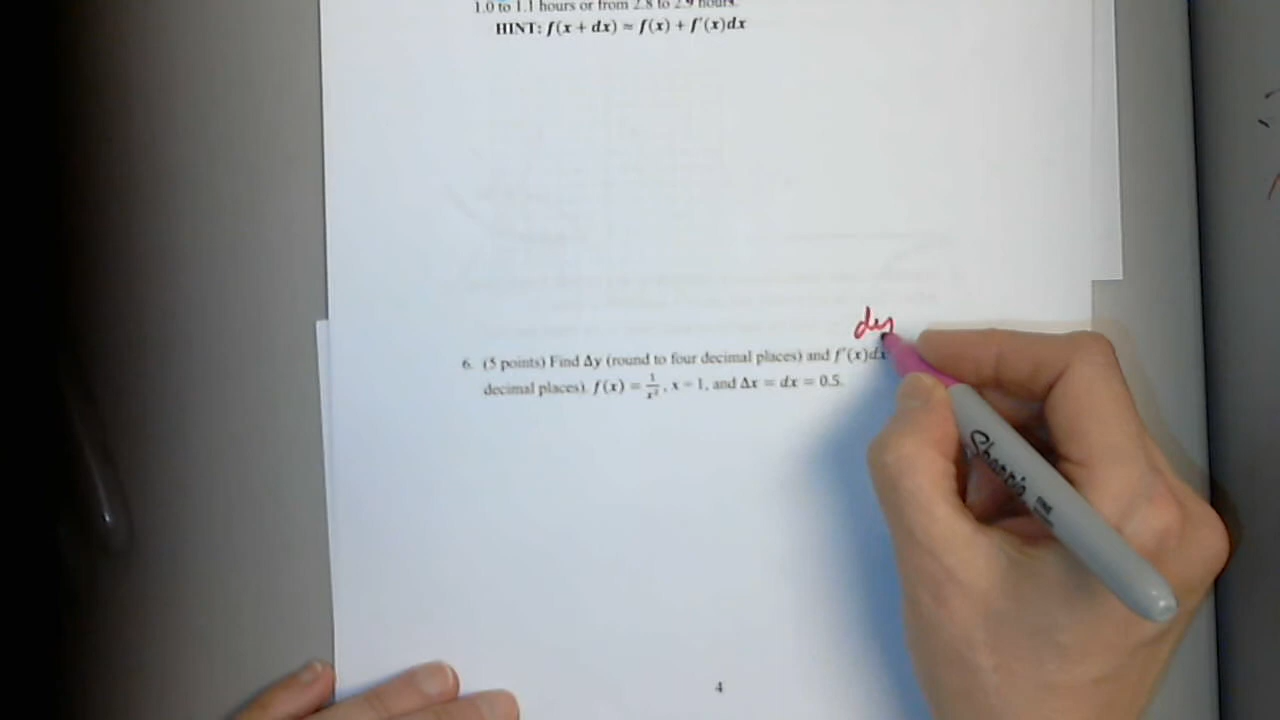 1.0 to 1.1 hours or from 2.8 to 2.9 hours.
HINT: f(x + dx) ≈ f(x) + f'(x)dx
dy
6. (5 points) Find Δy (round to four decimal places) and f'(x)dx
decimal places). f(x) = 1/x², x = 1, and Δx = dx = 0.5.
Sharpie
FINE
4